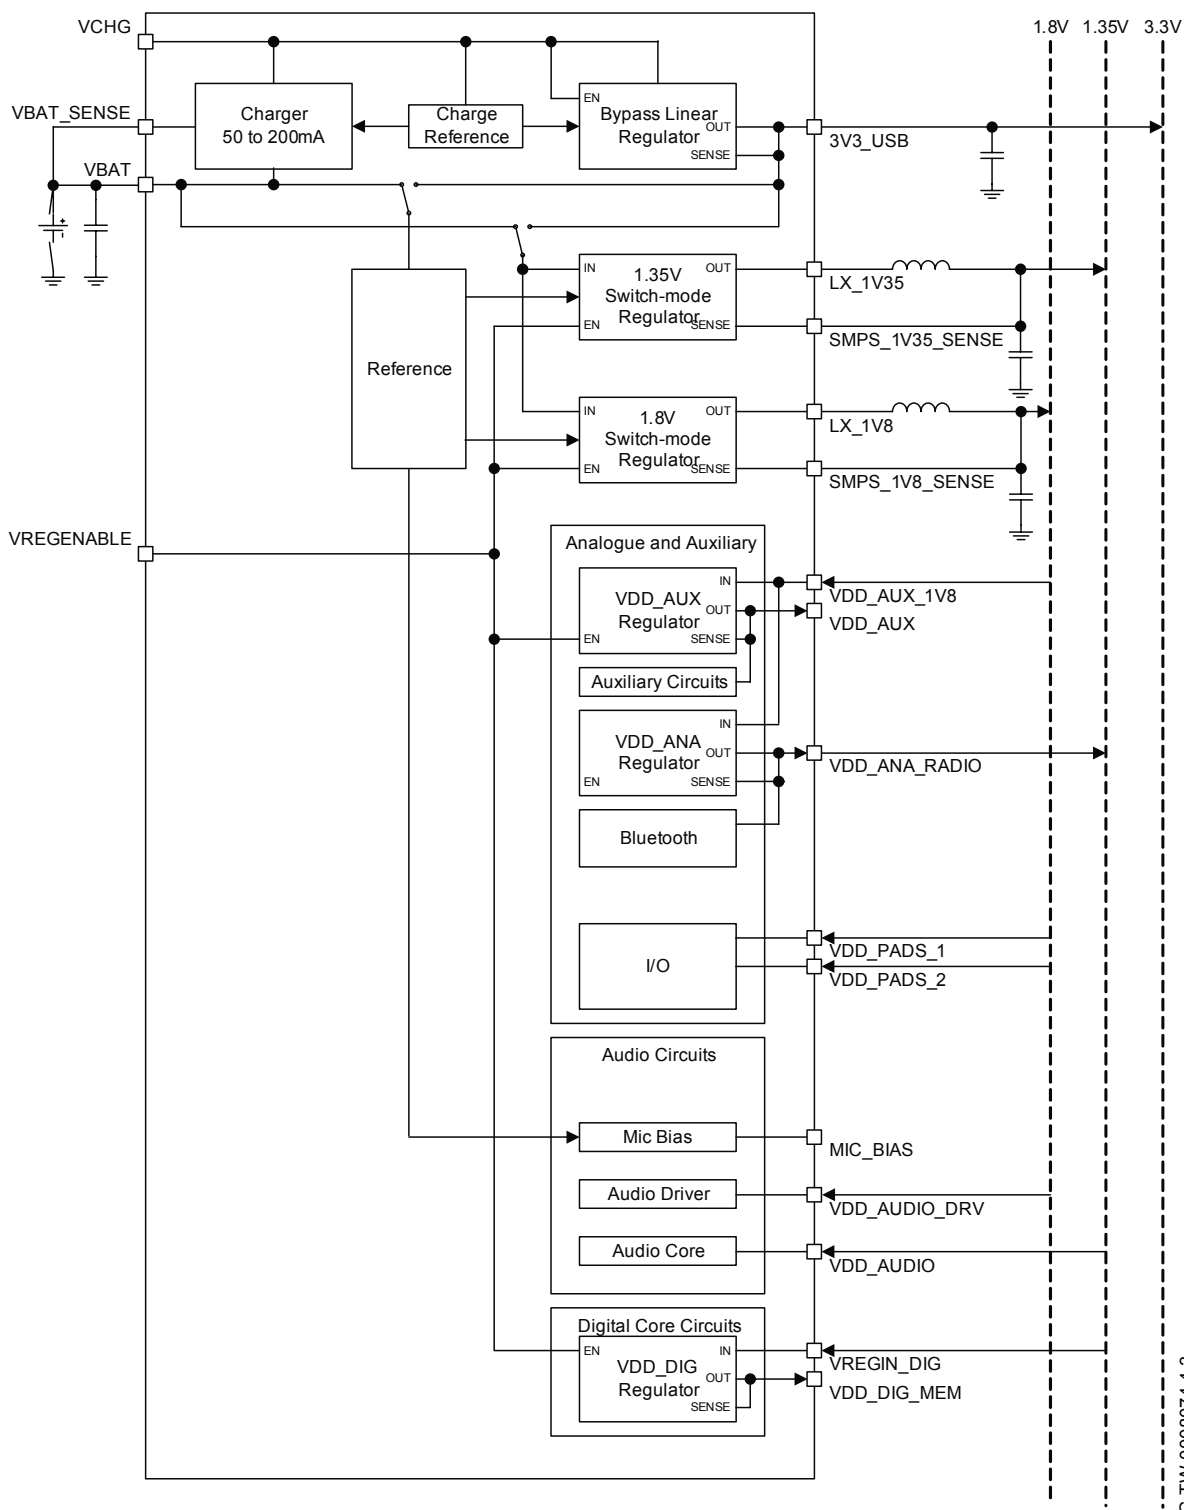 VCHG
1.8V 1.35V 3.3V
EN
VBAT_SENSE
Charger
50 to 200mA
Charge
Reference
Bypass Linear
Regulator
OUT
SENSE
3V3_USB
VBAT
IN
1.35V
Switch-mode
Regulator
OUT
EN
SENSE
LX_1V35
SMPS_1V35_SENSE
Reference
IN
1.8V
Switch-mode
Regulator
OUT
EN
SENSE
LX_1V8
SMPS_1V8_SENSE
VREGENABLE
Analogue and Auxiliary
IN
VDD_AUX
Regulator
OUT
EN
SENSE
VDD_AUX_1V8
VDD_AUX
Auxiliary Circuits
IN
VDD_ANA
Regulator
OUT
EN
SENSE
VDD_ANA_RADIO
Bluetooth
I/O
VDD_PADS_1
VDD_PADS_2
Audio Circuits
Mic Bias
MIC_BIAS
Audio Driver
VDD_AUDIO_DRV
Audio Core
VDD_AUDIO
Digital Core Circuits
EN
IN
VDD_DIG
Regulator
OUT
SENSE
VREGIN_DIG
VDD_DIG_MEM